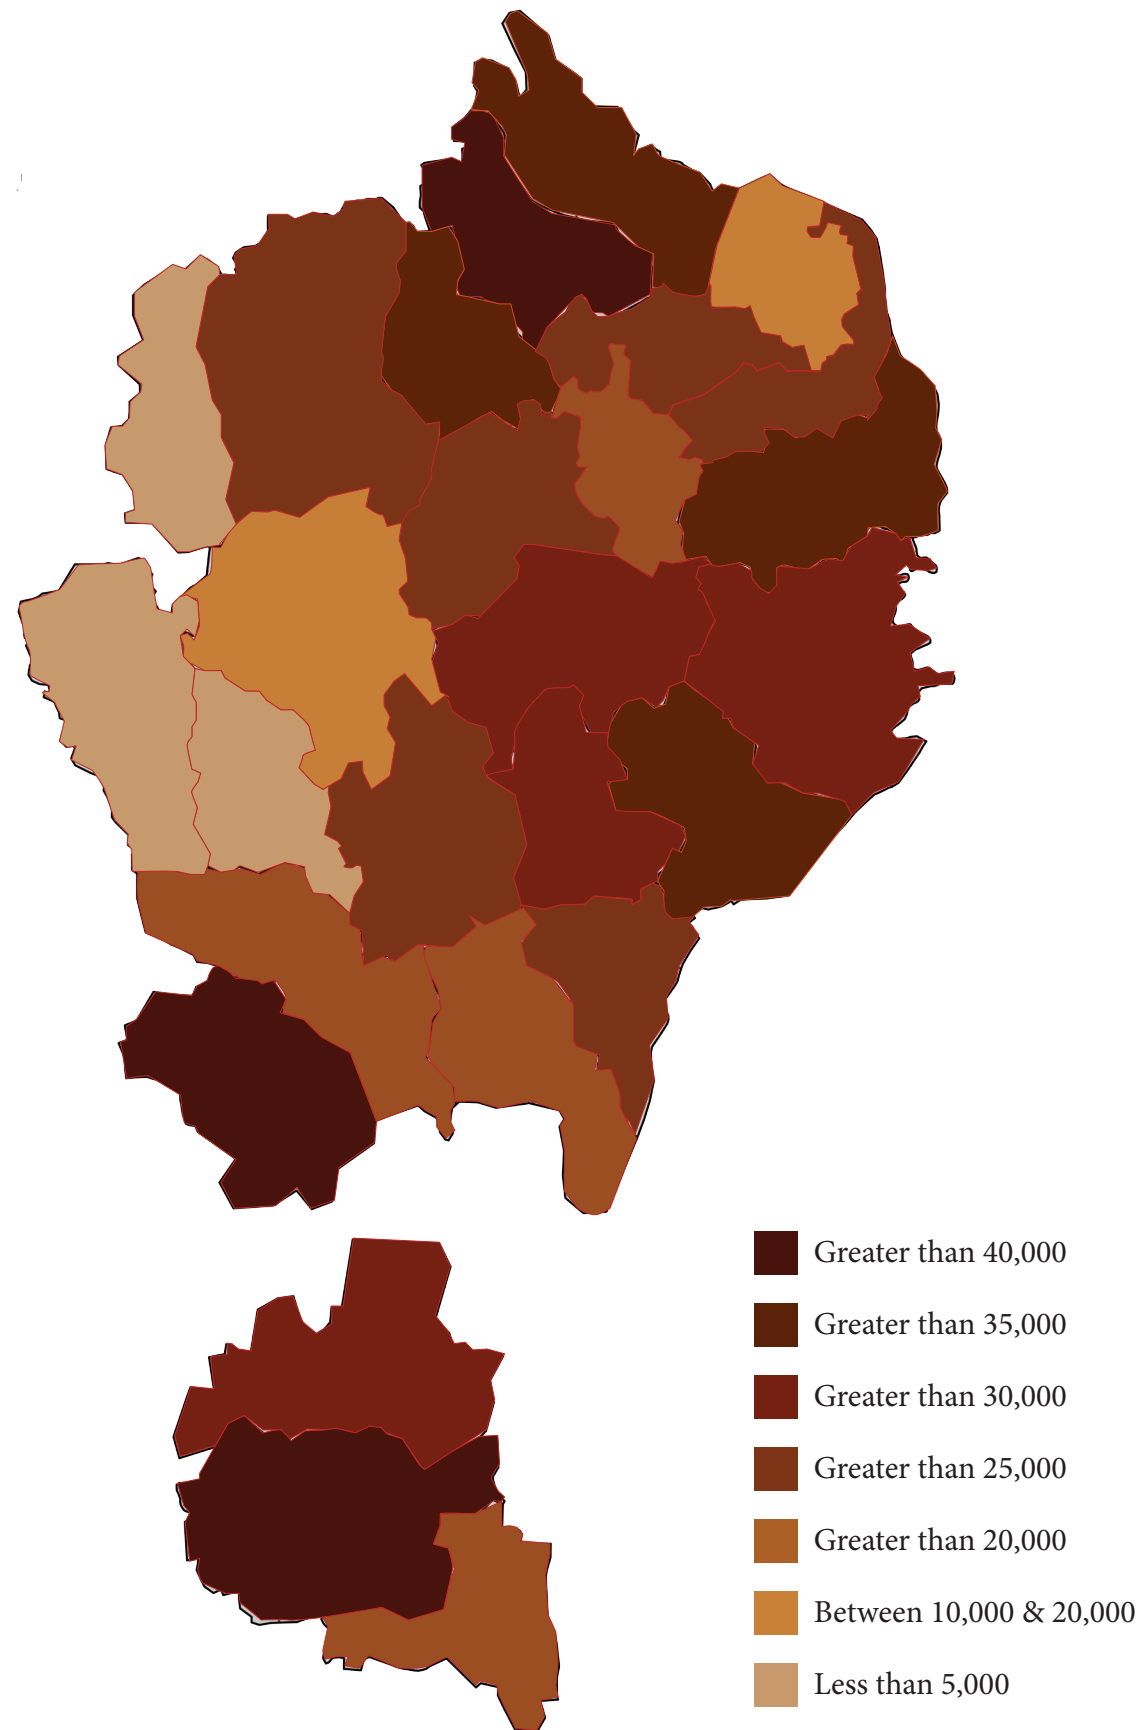 Greater than 40,000
Greater than 35,000
Greater than 30,000
Greater than 25,000
Greater than 20,000
Between 10,000 & 20,000
Less than 5,000